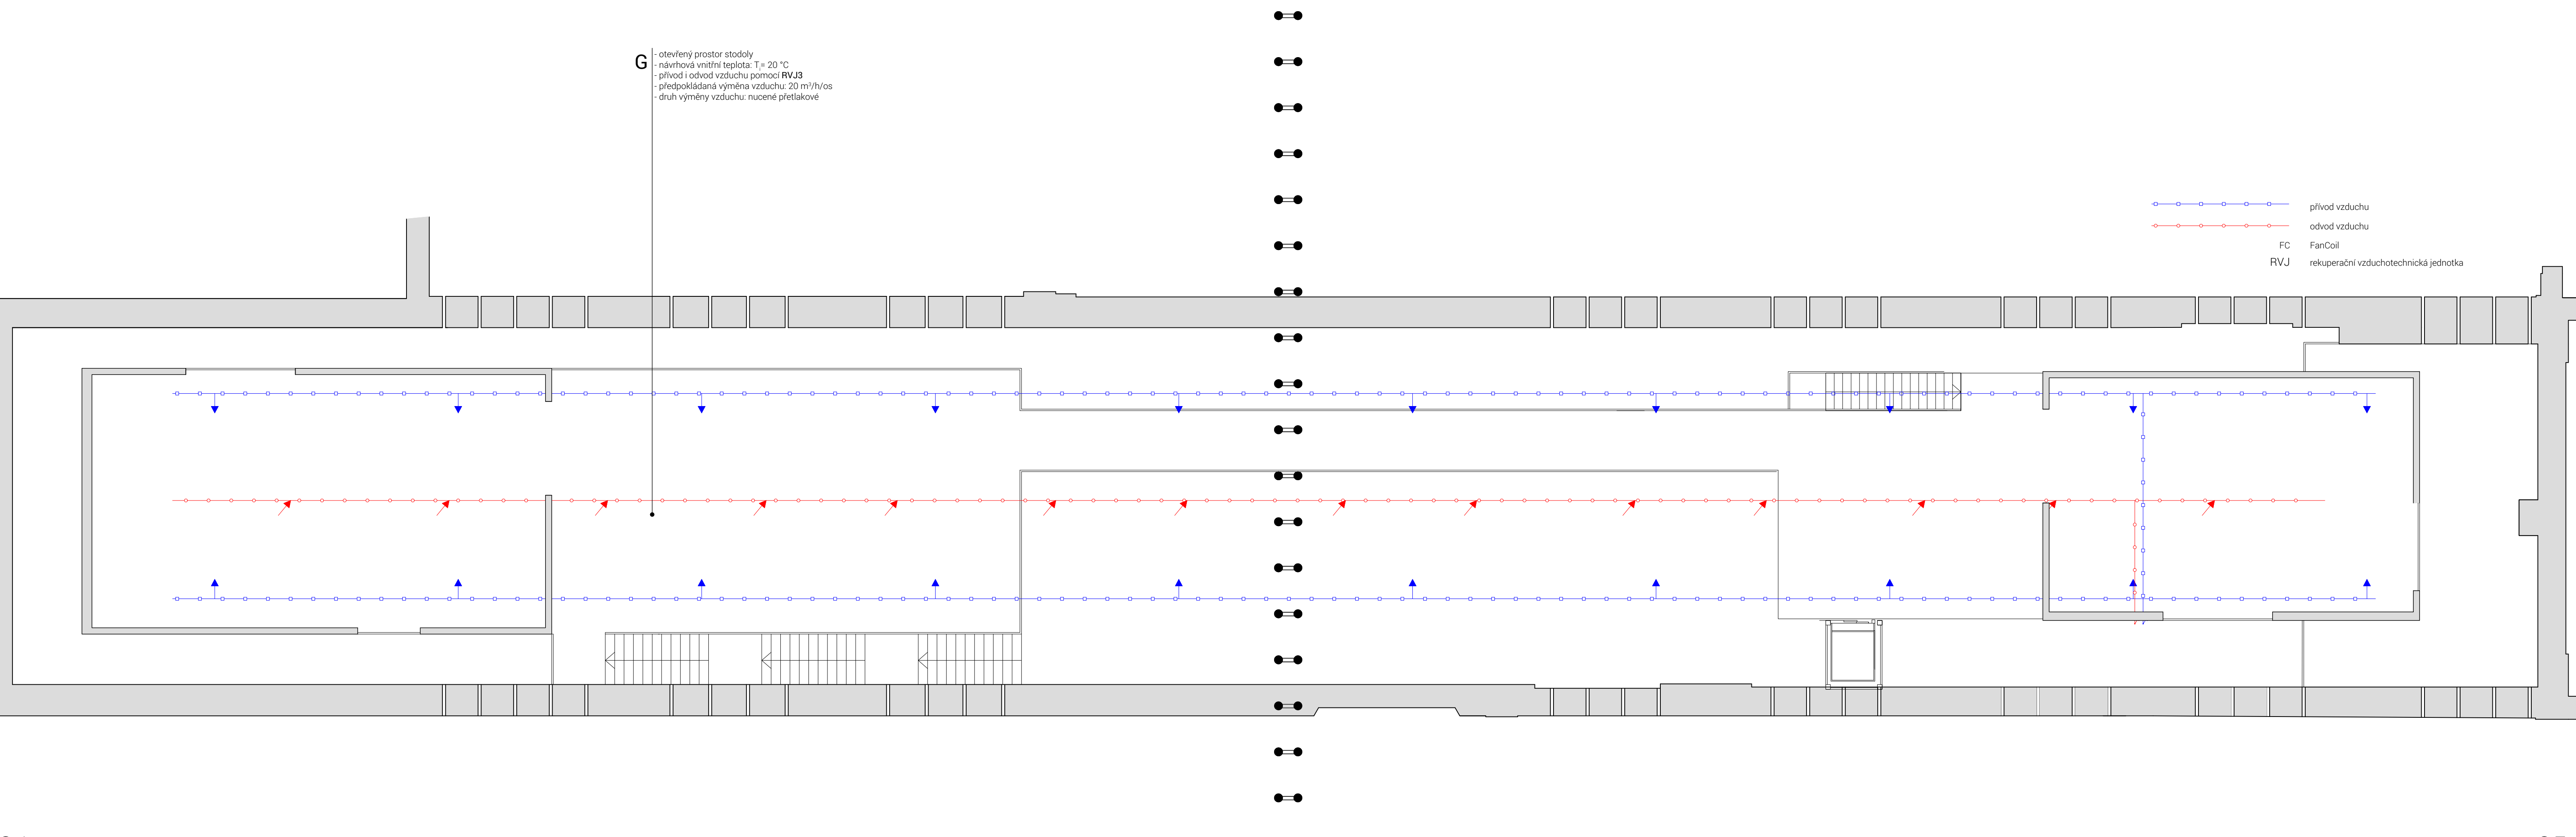 G
- otevřený prostor stodoly
- návrhová vnitřní teplota: Ti= 20 °C
- přívod i odvod vzduchu pomocí RVJ3
- předpokládaná výměna vzduchu: 20 m³/h/os
- druh výměny vzduchu: nucené přetlakové
přívod vzduchu
odvod vzduchu
FC FanCoil
RVJ rekuperační vzduchotechnická jednotka